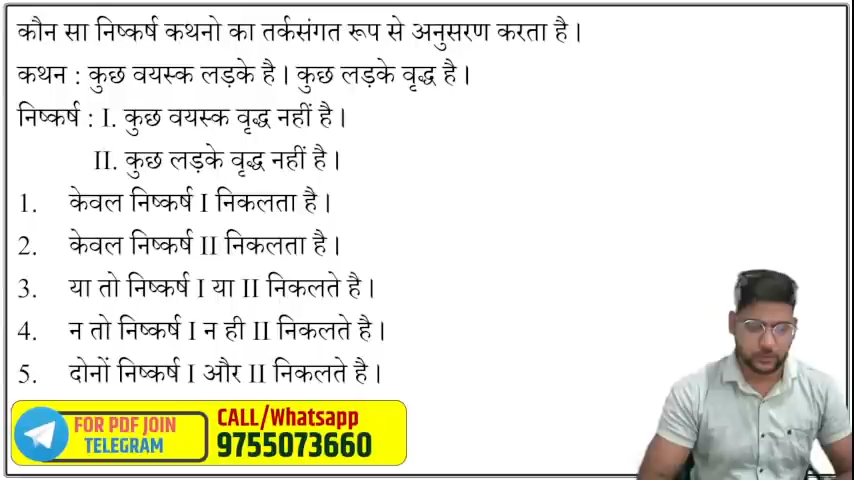 कौन सा निष्कर्ष कथनो का तर्कसंगत रूप से अनुसरण करता है।
कथन : कुछ वयस्क लड़के है। कुछ लड़के वृद्ध है।
निष्कर्ष : I. कुछ वयस्क वृद्ध नहीं है।
II. कुछ लड़के वृद्ध नहीं है।
1. केवल निष्कर्ष I निकलता है।
2. केवल निष्कर्ष II निकलता है।
3. या तो निष्कर्ष I या II निकलते है।
4. न तो निष्कर्ष I न ही II निकलते है।
5. दोनों निष्कर्ष I और II निकलते है।
FOR PDF JOIN
TELEGRAM
CALL/Whatsapp
9755073660